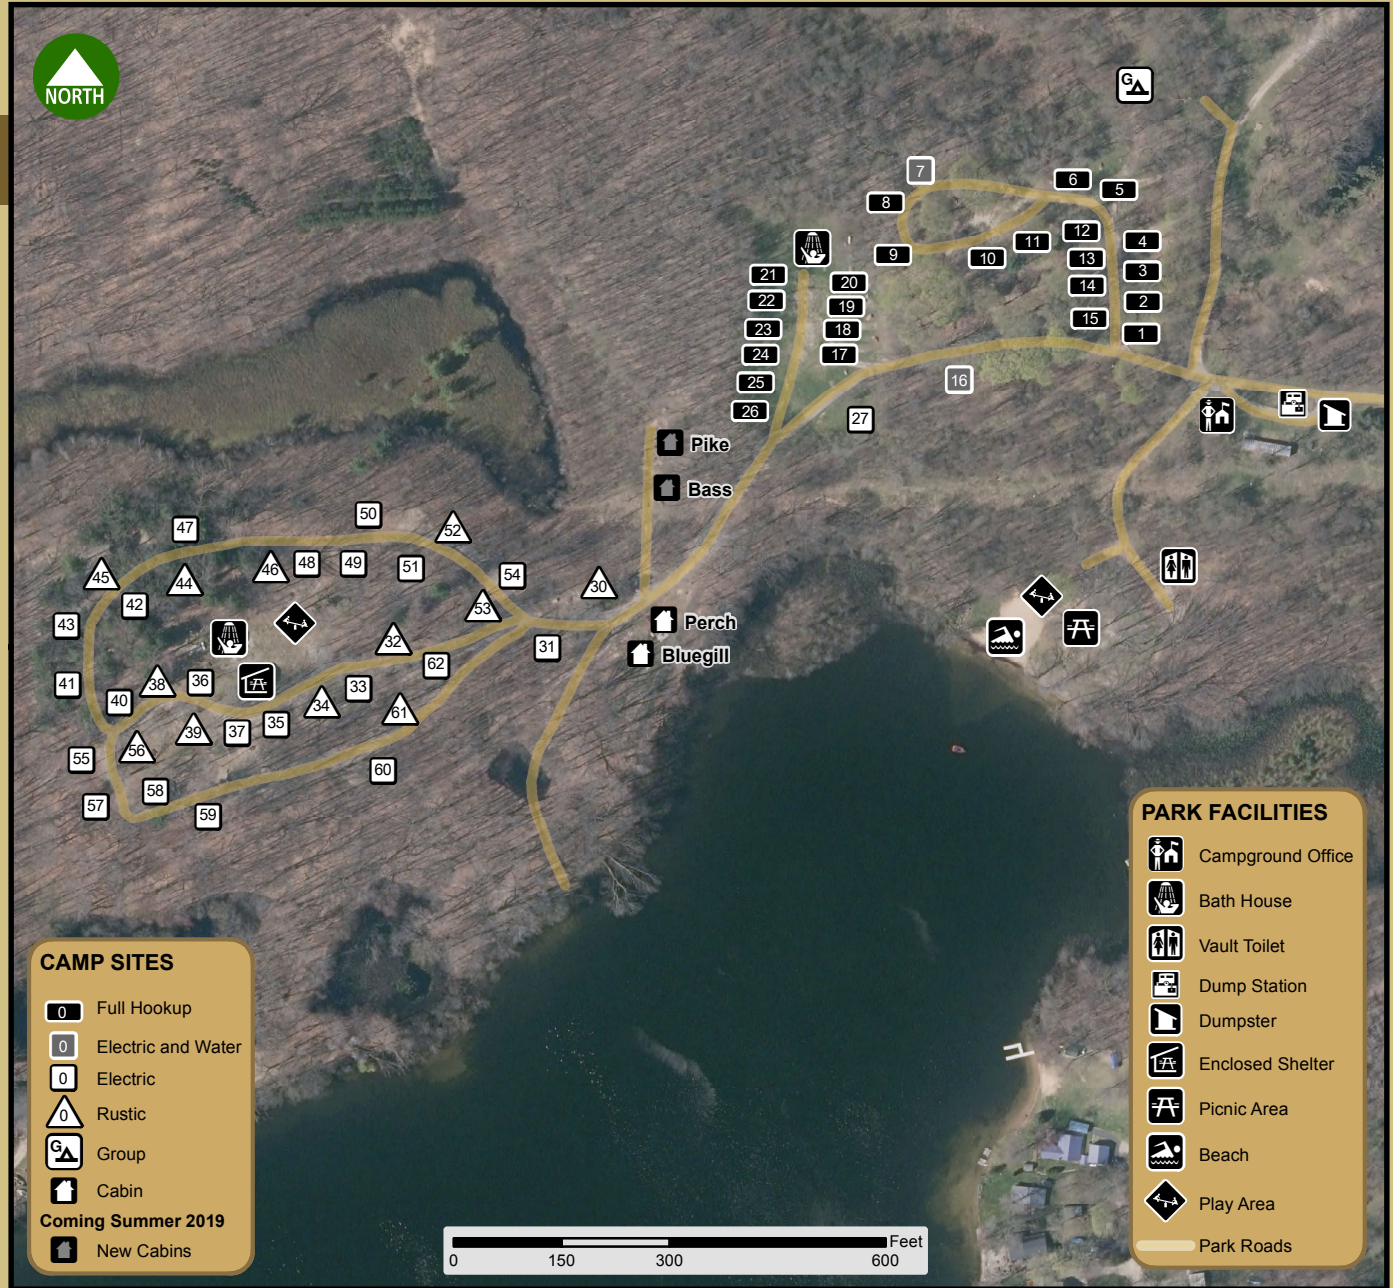 NORTH
G
7
6
5
8
12
4
11
9
10
13
3
21
20
14
2
22
19
15
1
23
18
24
17
16
25
26
27
Pike
Bass
50
52
47
48
49
51
54
45
44
46
30
42
53
43
32
31
Perch
62
Bluegill
41
38
36
33
40
34
61
39
37
35
56
55
60
58
57
59
CAMP SITES
0 Full Hookup
0 Electric and Water
0 Electric
0 Rustic
G Group
Cabin
Coming Summer 2019
New Cabins
PARK FACILITIES
Campground Office
Bath House
Vault Toilet
Dump Station
Dumpster
Enclosed Shelter
Picnic Area
Beach
Play Area
Park Roads
Feet
0 150 300 600